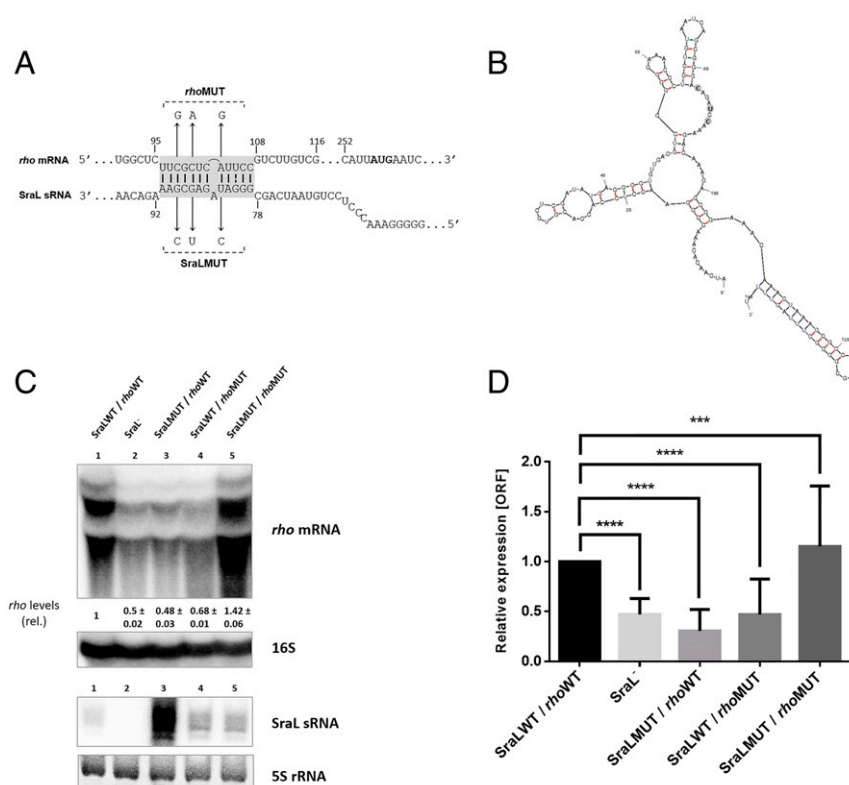 A
rhoMUT
G A G
95 108 116 252
rho mRNA 5'...UGGCUC UUCGCUC AUUCC GUCUUGUCG...CAUUAUGAAUC...3'
SraL sRNA 3'...AACAGA AAGCGAG A UAGGG CGACUAAUGUCC UCCC AAAGGGGG...5'
92 78
C U C
SraLMUT
B
C
SraLWT / rhoWT
SraL-
SraLMUT / rhoWT
SraLWT / rhoMUT
SraLMUT / rhoMUT
1 2 3 4 5
rho mRNA
rho levels (rel.)
1 0.5 ± 0.02 0.48 ± 0.03 0.68 ± 0.01 1.42 ± 0.06
16S
1 2 3 4 5
SraL sRNA
5S rRNA
D
***
****
****
****
Relative expression [ORF]
2.0
1.5
1.0
0.5
0.0
SraLWT / rhoWT
SraL-
SraLMUT / rhoWT
SraLWT / rhoMUT
SraLMUT / rhoMUT